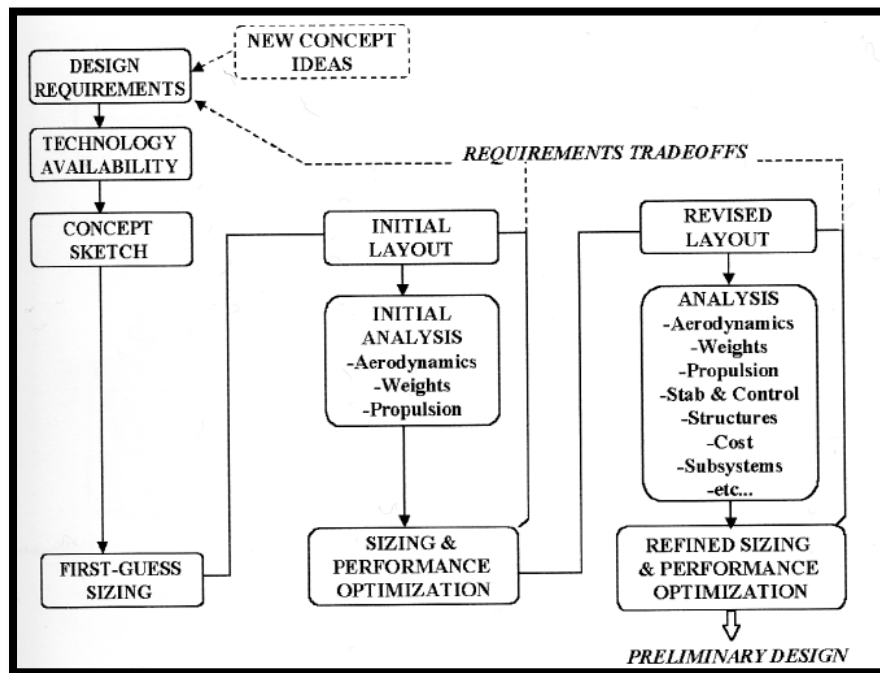 NEW CONCEPT
IDEAS
DESIGN
REQUIREMENTS
TECHNOLOGY
AVAILABILITY
CONCEPT
SKETCH
FIRST-GUESS
SIZING
REQUIREMENTS TRADEOFFS
INITIAL
LAYOUT
INITIAL
ANALYSIS
-Aerodynamics
-Weights
-Propulsion
SIZING &
PERFORMANCE
OPTIMIZATION
REVISED
LAYOUT
ANALYSIS
-Aerodynamics
-Weights
-Propulsion
-Stab & Control
-Structures
-Cost
-Subsystems
-etc...
REFINED SIZING
& PERFORMANCE
OPTIMIZATION
PRELIMINARY DESIGN